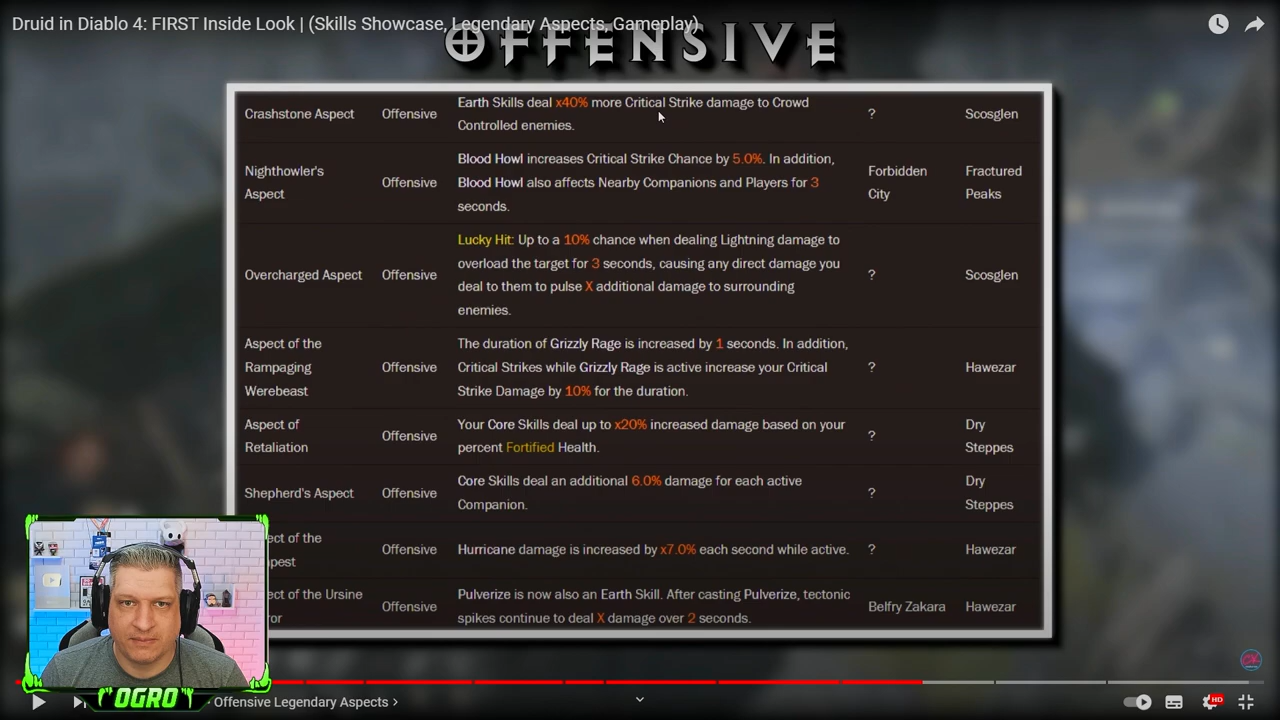 Druid in Diablo 4: FIRST Inside Look | (Skills Showcase, Legendary Aspects, Gameplay)
OFFENSIVE
Crashstone Aspect
Offensive
Earth Skills deal x40% more Critical Strike damage to Crowd
Controlled enemies.
?
Scosglen
Nighthowler's
Aspect
Offensive
Blood Howl increases Critical Strike Chance by 5.0%. In addition,
Blood Howl also affects Nearby Companions and Players for 3
seconds.
Forbidden
City
Fractured
Peaks
Overcharged Aspect
Offensive
Lucky Hit: Up to a 10% chance when dealing Lightning damage to
overload the target for 3 seconds, causing any direct damage you
deal to them to pulse X additional damage to surrounding
enemies.
?
Scosglen
Aspect of the
Rampaging
Werebeast
Offensive
The duration of Grizzly Rage is increased by 1 seconds. In addition,
Critical Strikes while Grizzly Rage is active increase your Critical
Strike Damage by 10% for the duration.
?
Hawezar
Aspect of
Retaliation
Offensive
Your Core Skills deal up to x20% increased damage based on your
percent Fortified Health.
?
Dry
Steppes
Shepherd's Aspect
Offensive
Core Skills deal an additional 6.0% damage for each active
Companion.
?
Dry
Steppes
of the
Offensive
Hurricane damage is increased by x7.0% each second while active.
?
Hawezar
of the Ursine
Offensive
Pulverize is now also an Earth Skill. After casting Pulverize, tectonic
spikes continue to deal X damage over 2 seconds.
Belfry Zakara
Hawezar
OGRO
Offensive Legendary Aspects >
HD